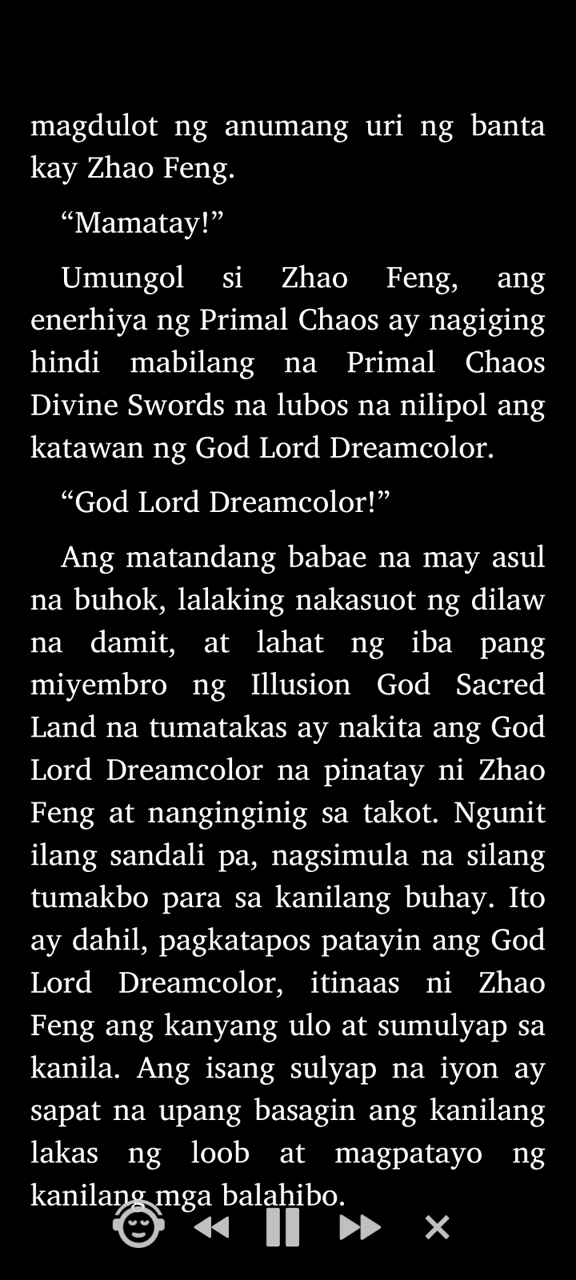 magdulot ng anumang uri ng banta
kay Zhao Feng.
“Mamatay!”
Umungol si Zhao Feng, ang
enerhiya ng Primal Chaos ay nagiging
hindi mabilang na Primal Chaos
Divine Swords na lubos na nilipol ang
katawan ng God Lord Dreamcolor.
“God Lord Dreamcolor!”
Ang matandang babae na may asul
na buhok, lalaking nakasuot ng dilaw
na damit, at lahat ng iba pang
miyembro ng Illusion God Sacred
Land na tumatakas ay nakita ang God
Lord Dreamcolor na pinatay ni Zhao
Feng at nanginginig sa takot. Ngunit
ilang sandali pa, nagsimula na silang
tumakbo para sa kanilang buhay. Ito
ay dahil, pagkatapos patayin ang God
Lord Dreamcolor, itinaas ni Zhao
Feng ang kanyang ulo at sumulyap sa
kanila. Ang isang sulyap na iyon ay
sapat na upang basagin ang kanilang
lakas ng loob at magpatayo ng
kanilang mga balahibo.